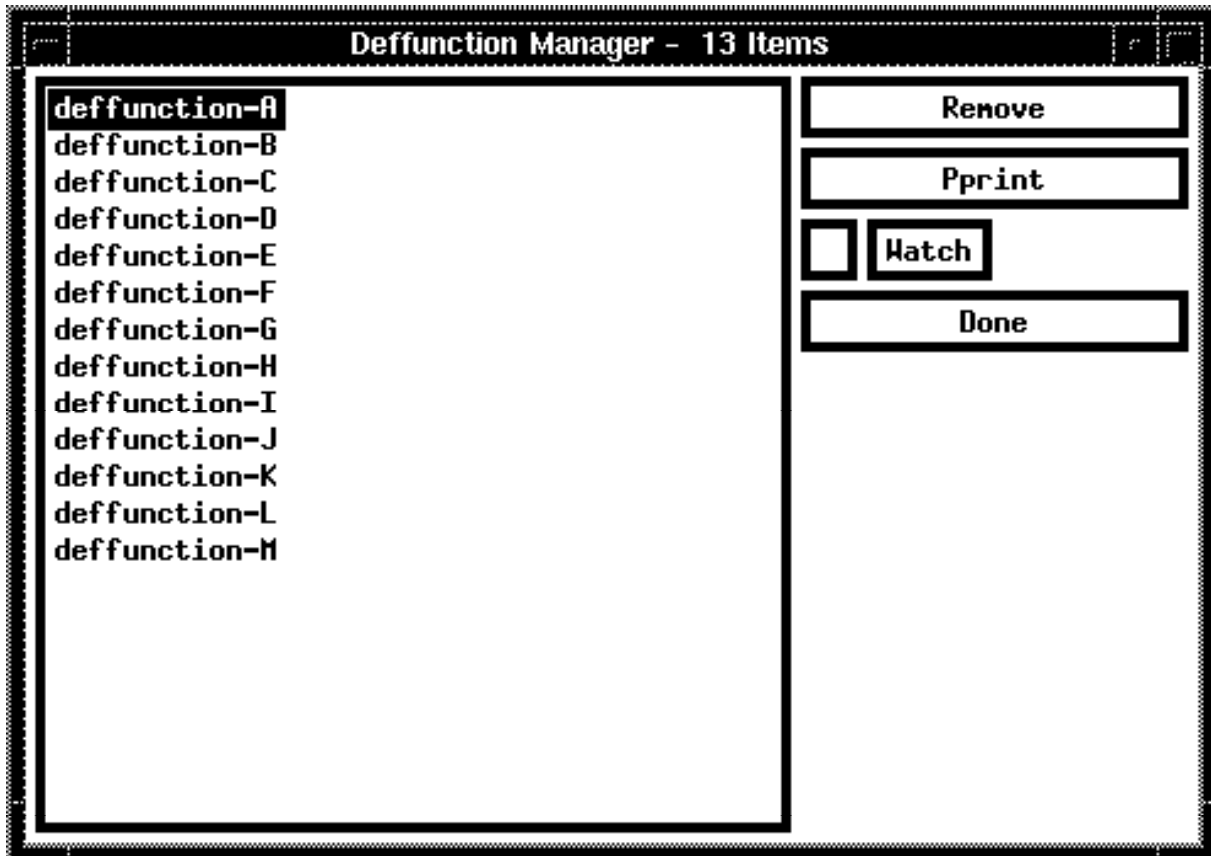 Deffunction Manager - 13 Items
deffunction-A
deffunction-B
deffunction-C
deffunction-D
deffunction-E
deffunction-F
deffunction-G
deffunction-H
deffunction-I
deffunction-J
deffunction-K
deffunction-L
deffunction-M
Remove
Pprint
Watch
Done